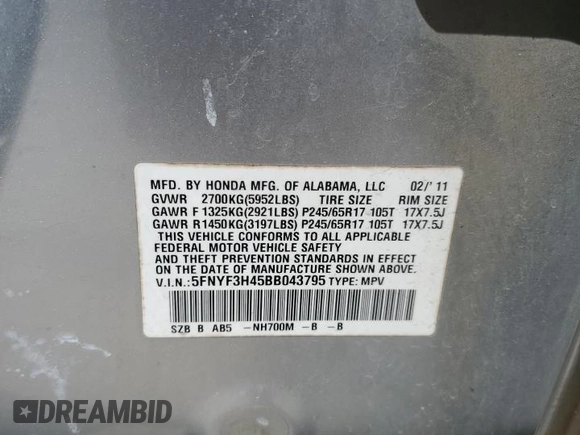 MFD. BY HONDA MFG. OF ALABAMA, LLC 02/' 11
GVWR 2700KG(5952LBS) TIRE SIZE RIM SIZE
GAWR F 1325KG(2921LBS) P245/65R17 105T 17X7.5J
GAWR R1450KG(3197LBS) P245/65R17 105T 17X7.5J
THIS VEHICLE CONFORMS TO ALL APPLICABLE
FEDERAL MOTOR VEHICLE SAFETY
AND THEFT PREVENTION STANDARDS IN EFFECT
ON THE DATE OF MANUFACTURE SHOWN ABOVE.
V.I.N.:5FNYF3H45BB043795 TYPE: MPV
SZB B AB5 -NH700M -B -B
DREAMBID